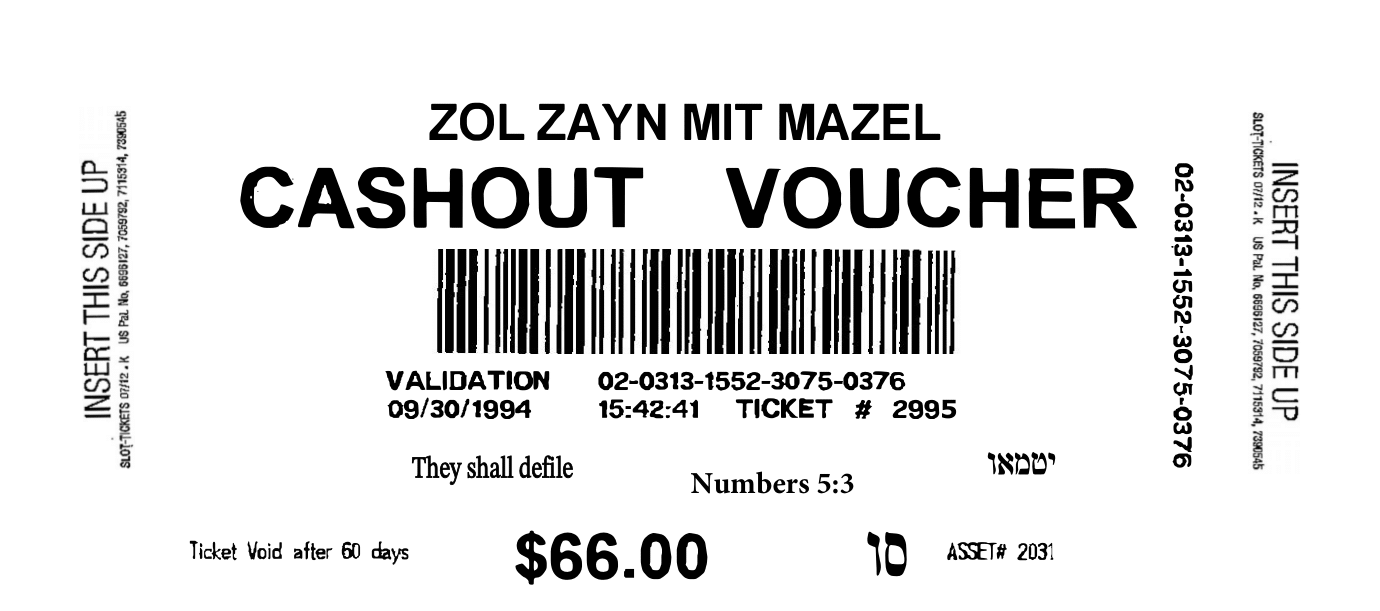 INSERT THIS SIDE UP
SLOT-TICKETS 07/12 - K US Pat. No. 6696127, 7059792, 7115314, 7390545
ZOL ZAYN MIT MAZEL
CASHOUT VOUCHER
VALIDATION 02-0313-1552-3075-0376
09/30/1994 15:42:41 TICKET # 2995
They shall defile
יטמאו
Numbers 5:3
Ticket Void after 60 days
$66.00
סו
ASSET# 2031
02-0313-1552-3075-0376
SLOT-TICKETS 07/12 - K US Pat. No. 6696127, 7059792, 7115314, 7390545
INSERT THIS SIDE UP